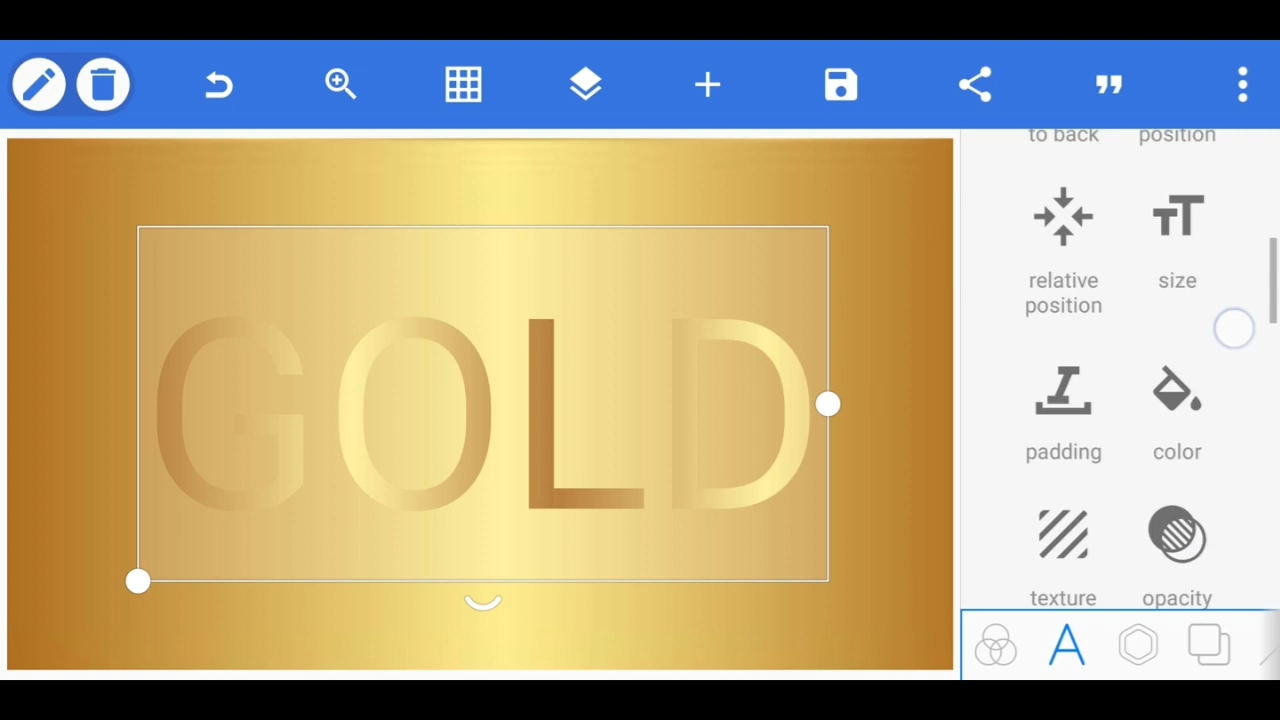 to back
position
GOLD
relative
position
size
padding
color
texture
opacity